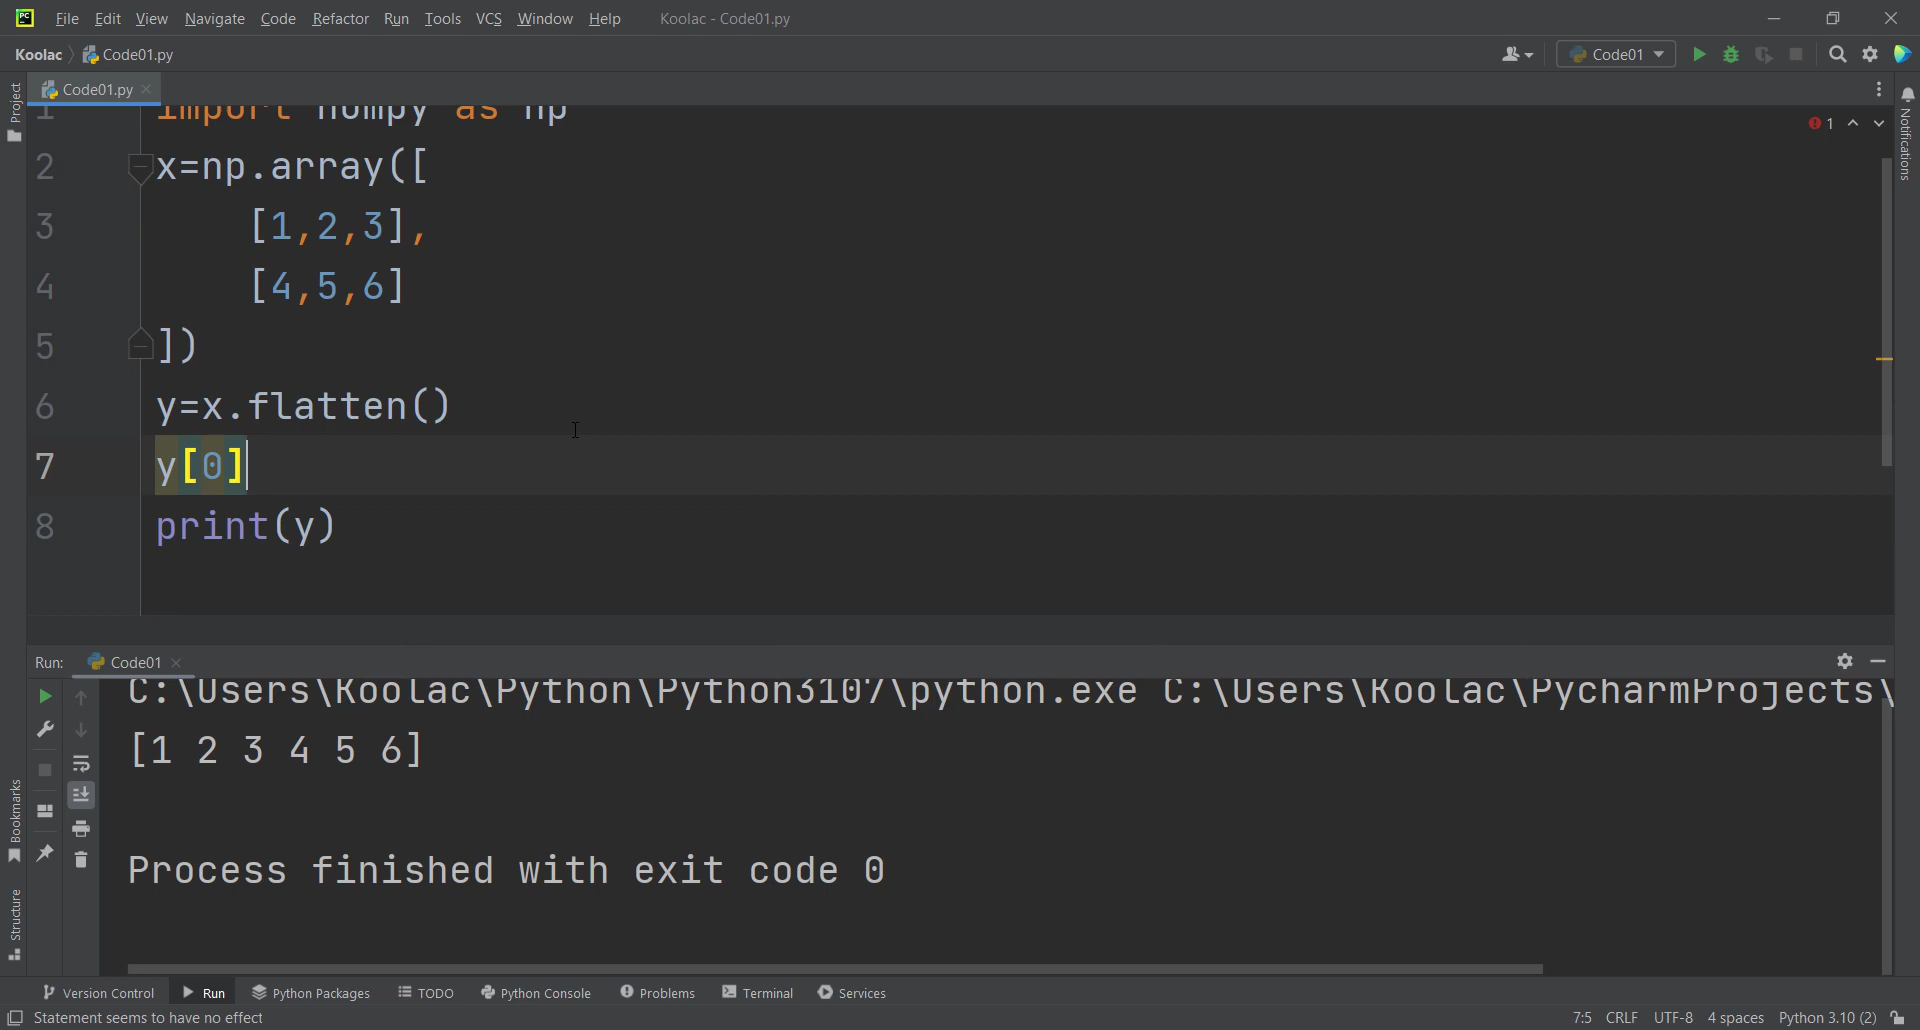 PC File Edit View Navigate Code Refactor Run Tools VCS Window Help Koolac - Code01.py
Koolac Code01.py Code01
Code01.py
Project
Notifications
1 import numpy as np
1
2 x=np.array([
3 [1,2,3],
4 [4,5,6]
5 ])
6 y=x.flatten()
7 y[0]
8 print(y)
Run: Code01
C:\Users\Koolac\Python\Python3107\python.exe C:\Users\Koolac\PycharmProjects\
[1 2 3 4 5 6]
Process finished with exit code 0
Bookmarks
Structure
Version Control Run Python Packages TODO Python Console Problems Terminal Services
Statement seems to have no effect 7:5 CRLF UTF-8 4 spaces Python 3.10 (2)